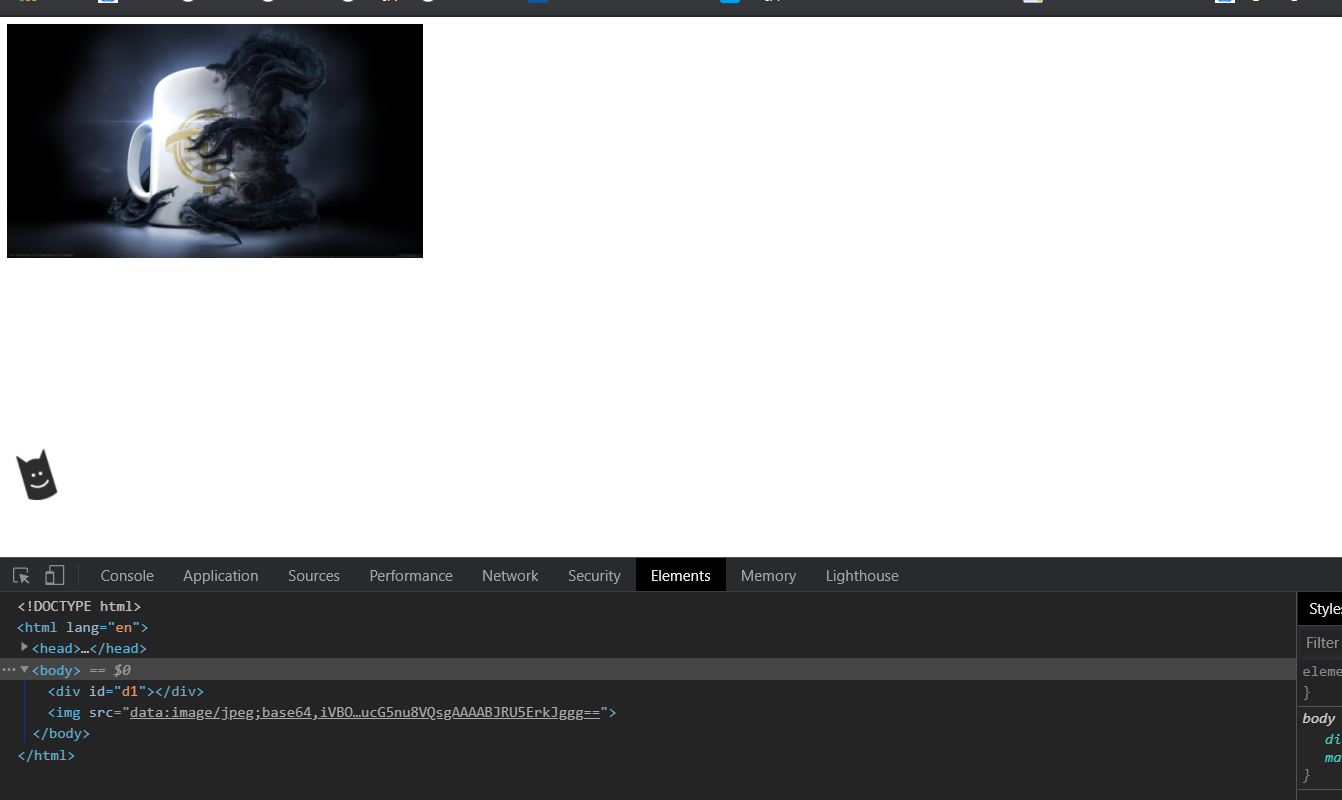 Console Application Sources Performance Network Security Elements Memory Lighthouse
<!DOCTYPE html>
<html lang="en">
<head>…</head>
<body> == $0
<div id="d1"></div>
<img src="data:image/jpeg;base64,iVBO…ucG5nu8VQsgAAAABJRU5ErkJggg==">
</body>
</html>
Style
Filter
eleme
}
body
di
ma
}